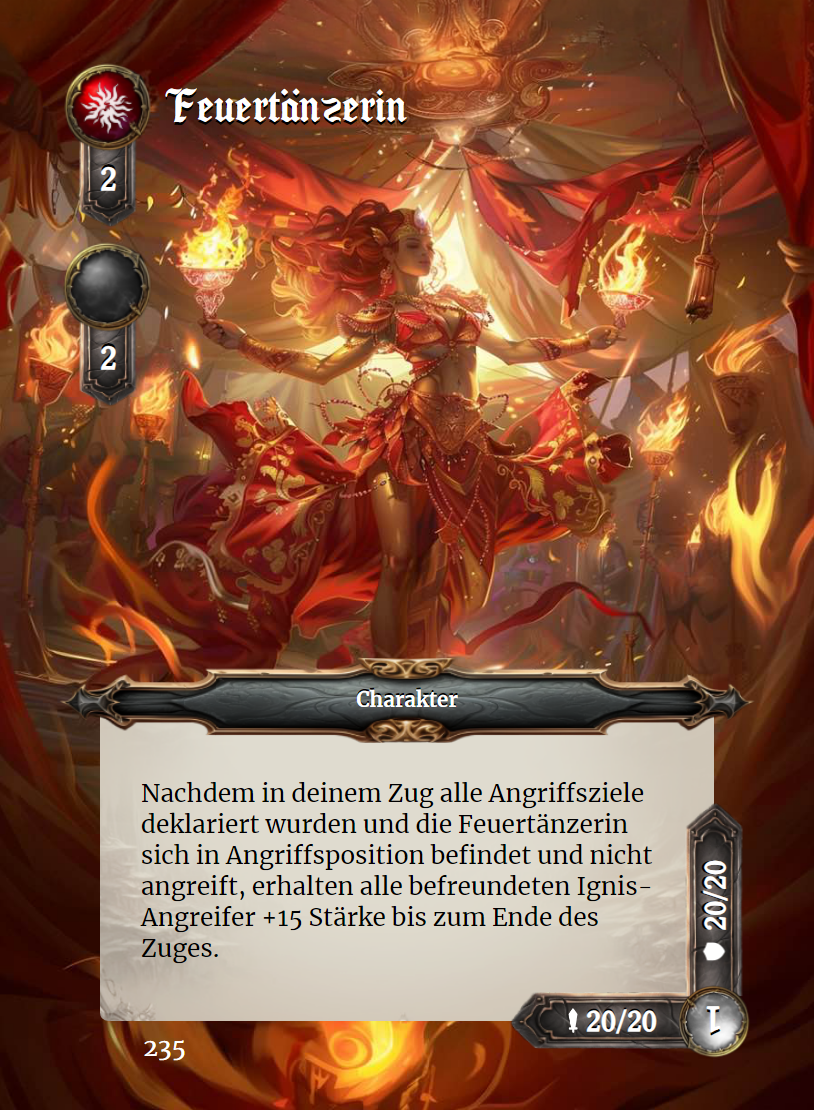 Feuertänzerin
2
2
Charakter
Nachdem in deinem Zug alle Angriffsziele
deklariert wurden und die Feuertänzerin
sich in Angriffsposition befindet und nicht
angreift, erhalten alle befreundeten Ignis-
Angreifer +15 Stärke bis zum Ende des
Zuges.
20/20
20/20
1
235